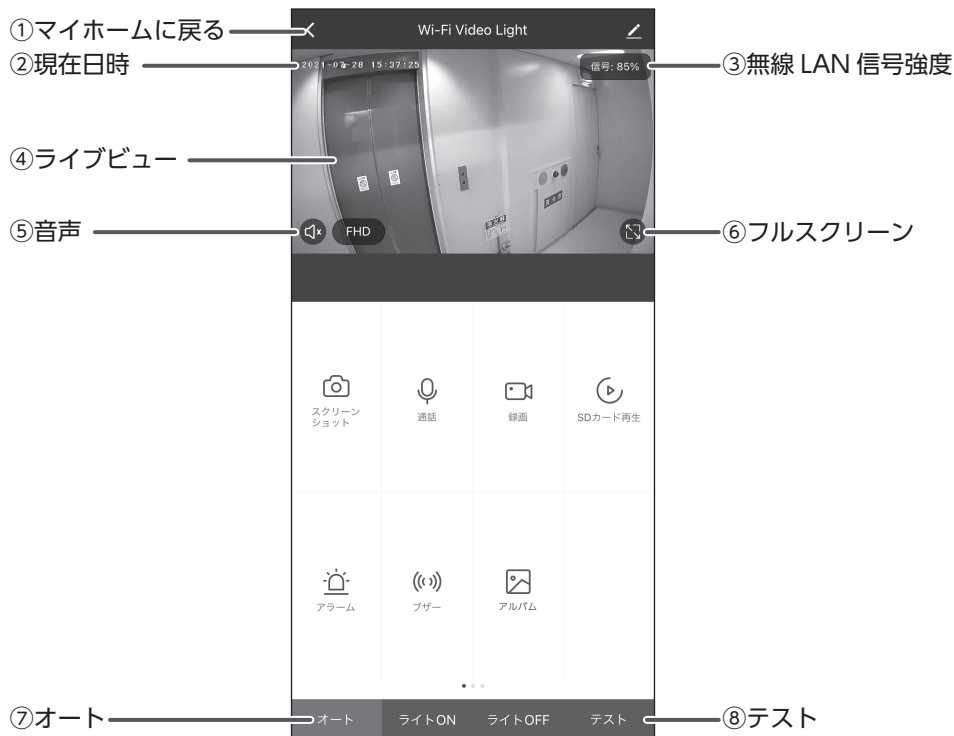 ①マイホームに戻る
Wi-Fi Video Light
②現在日時
2021-07-28 15:37:25
信号: 85%
③無線 LAN 信号強度
④ライブビュー
⑤音声
FHD
⑥フルスクリーン
スクリーン
ショット
通話
録画
SDカード再生
アラーム
ブザー
アルバム
⑦オート
オート
ライトON
ライトOFF
テスト
⑧テスト